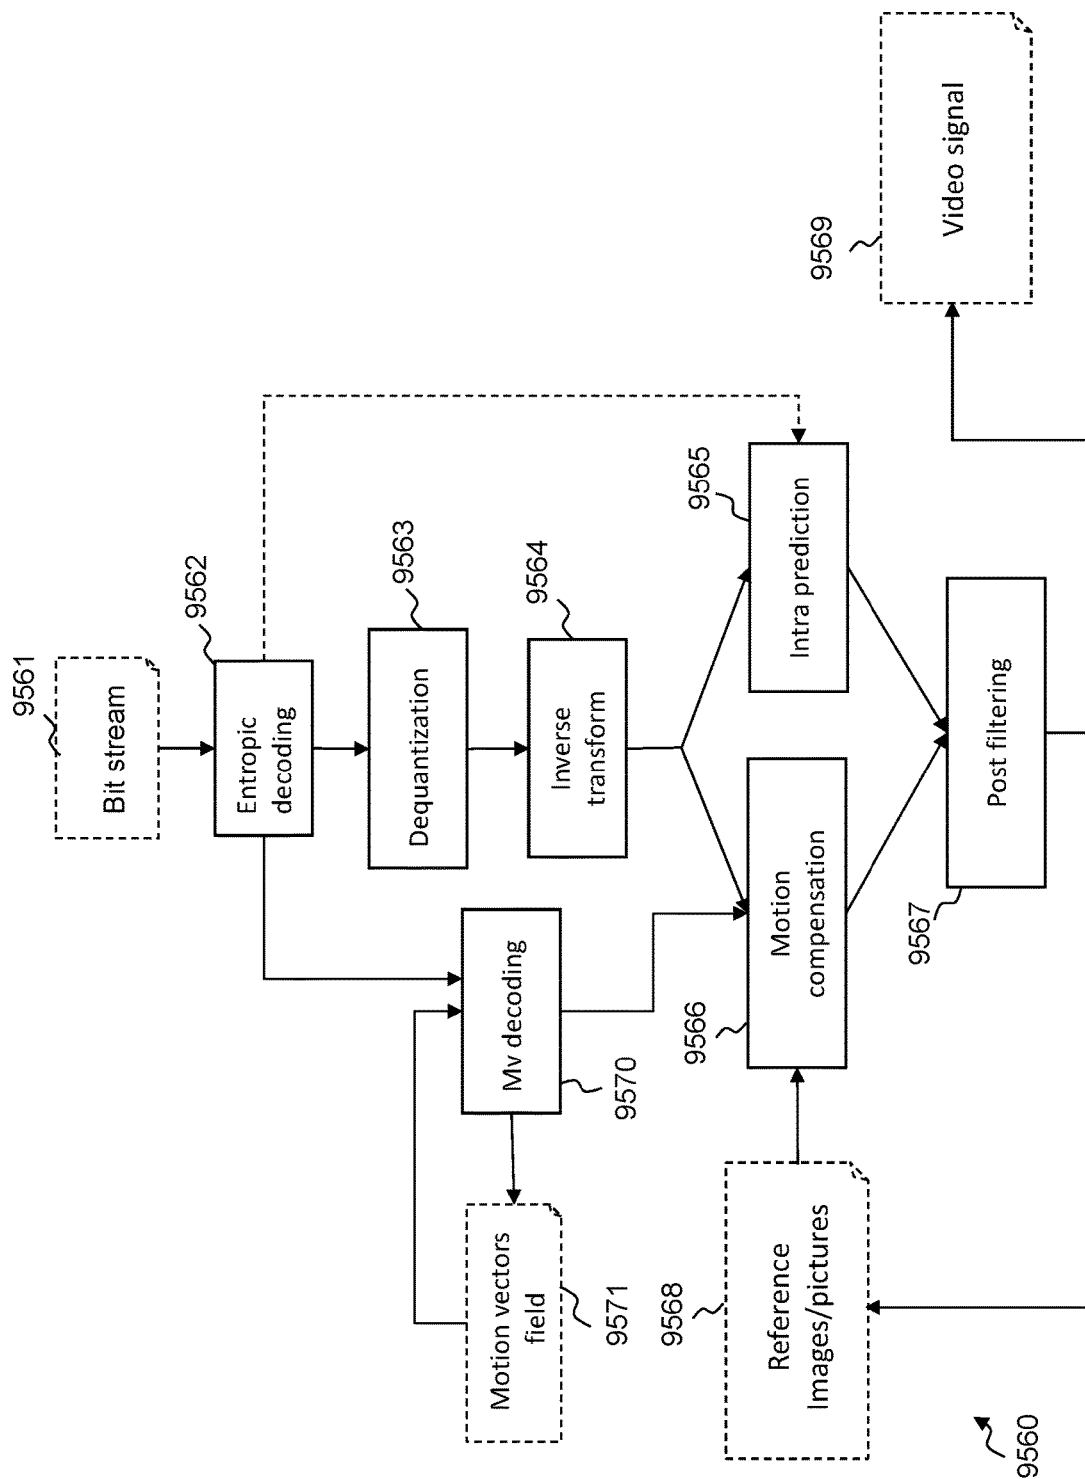 9561
Bit stream
9562
Entropic
decoding
9563
Dequantization
9564
Inverse
transform
9565
Intra prediction
9566
Motion
compensation
9570
Mv decoding
9571
Motion vectors
field
9568
Reference
Images/pictures
9567
Post filtering
9569
Video signal
9560